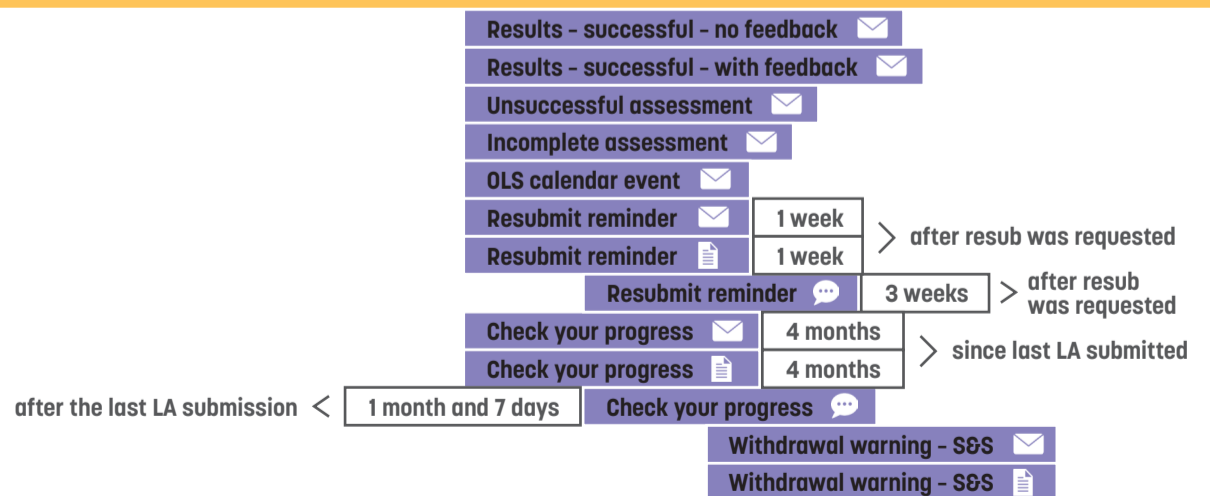 Results - successful - no feedback
Results - successful - with feedback
Unsuccessful assessment
Incomplete assessment
OLS calendar event
Resubmit reminder 1 week
after resub was requested
Resubmit reminder 1 week
Resubmit reminder 3 weeks
after resub
was requested
Check your progress 4 months
since last LA submitted
Check your progress 4 months
after the last LA submission 1 month and 7 days Check your progress
Withdrawal warning - S&S
Withdrawal warning - S&S